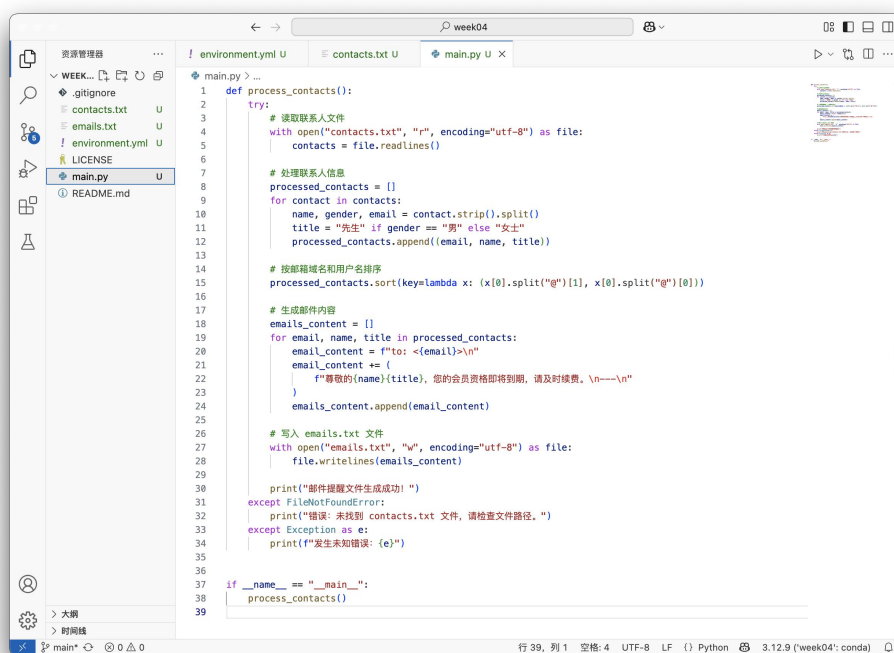 week04
资源管理器
WEEK...
.gitignore
contacts.txt U
emails.txt U
! environment.yml U
LICENSE
main.py U
README.md
大纲
时间线
! environment.yml U
contacts.txt U
main.py U
main.py > ...
1 def process_contacts():
2 try:
3 # 读取联系人文件
4 with open("contacts.txt", "r", encoding="utf-8") as file:
5 contacts = file.readlines()
6
7 # 处理联系人信息
8 processed_contacts = []
9 for contact in contacts:
10 name, gender, email = contact.strip().split()
11 title = "先生" if gender == "男" else "女士"
12 processed_contacts.append((email, name, title))
13
14 # 按邮箱域名和用户名排序
15 processed_contacts.sort(key=lambda x: (x[0].split("@")[1], x[0].split("@")[0]))
16
17 # 生成邮件内容
18 emails_content = []
19 for email, name, title in processed_contacts:
20 email_content = f"to: <{email}>\n"
21 email_content += (
22 f"尊敬的{name}{title}，您的会员资格即将到期，请及时续费。\n---\n"
23 )
24 emails_content.append(email_content)
25
26 # 写入 emails.txt 文件
27 with open("emails.txt", "w", encoding="utf-8") as file:
28 file.writelines(emails_content)
29
30 print("邮件提醒文件生成成功！")
31 except FileNotFoundError:
32 print("错误：未找到 contacts.txt 文件，请检查文件路径。")
33 except Exception as e:
34 print(f"发生未知错误：{e}")
35
36
37 if __name__ == "__main__":
38 process_contacts()
39
5
main* 0 0
行 39，列 1 空格: 4 UTF-8 LF {} Python 3.12.9 ('week04': conda)